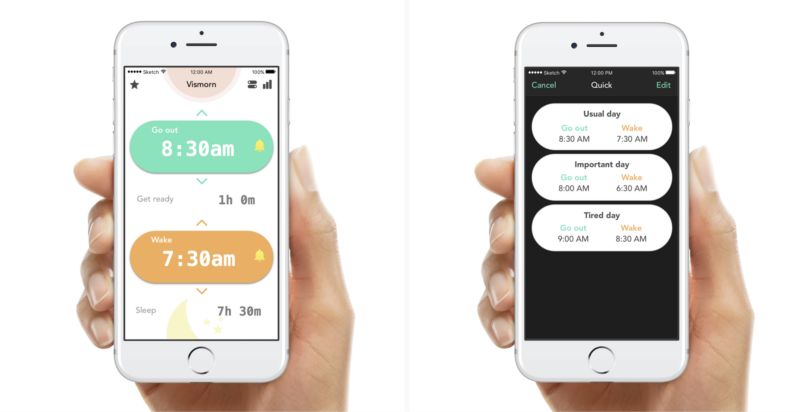 Sketch 12:00 AM 100%
Vismorn
Go out
8:30am
Get ready 1h 0m
Wake
7:30am
Sleep 7h 30m
Sketch 12:00 PM 100%
Cancel Quick Edit
Usual day
Go out Wake
8:30 AM 7:30 AM
Important day
Go out Wake
8:00 AM 6:30 AM
Tired day
Go out Wake
9:00 AM 8:30 AM